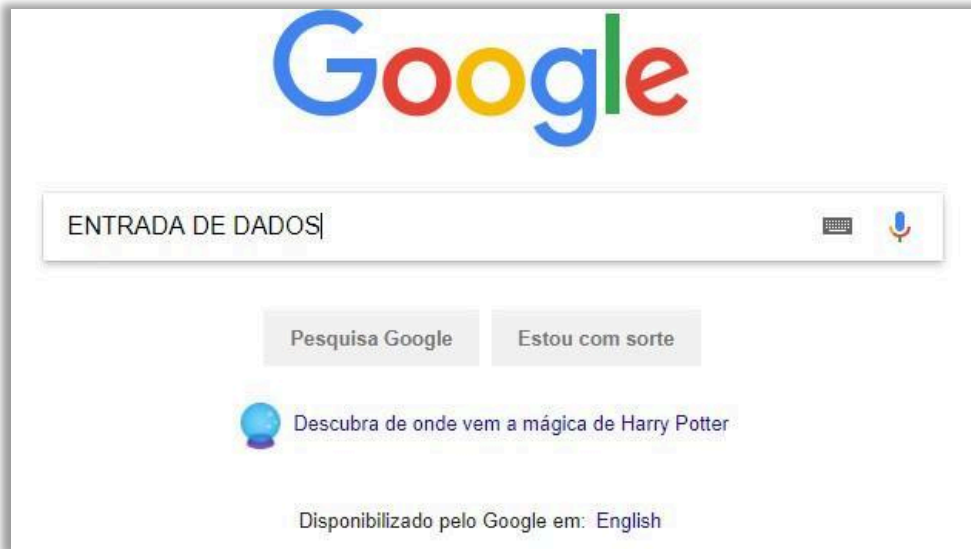 Google
ENTRADA DE DADOS
Pesquisa Google Estou com sorte
Descubra de onde vem a mágica de Harry Potter
Disponibilizado pelo Google em: English